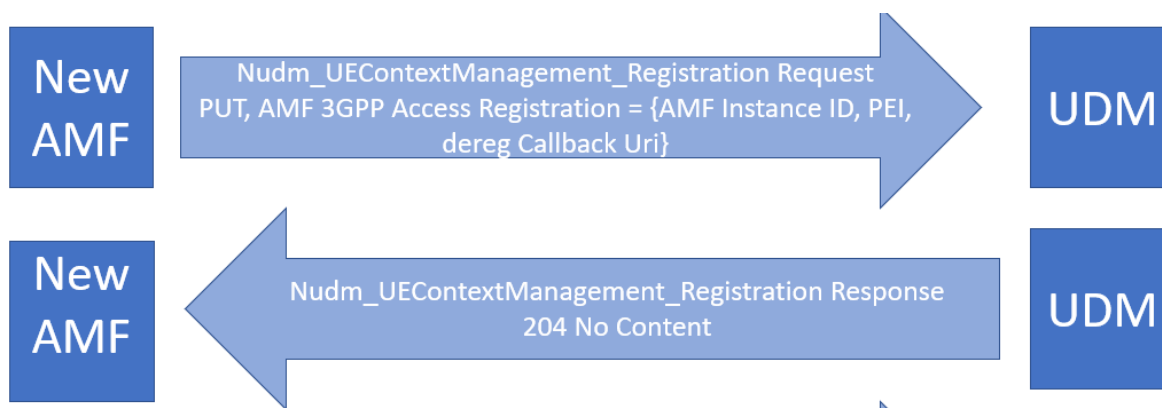 New
AMF
Nudm_UEContextManagement_Registration Request
PUT, AMF 3GPP Access Registration = {AMF Instance ID, PEI,
dereg Callback Uri}
UDM
New
AMF
Nudm_UEContextManagement_Registration Response
204 No Content
UDM